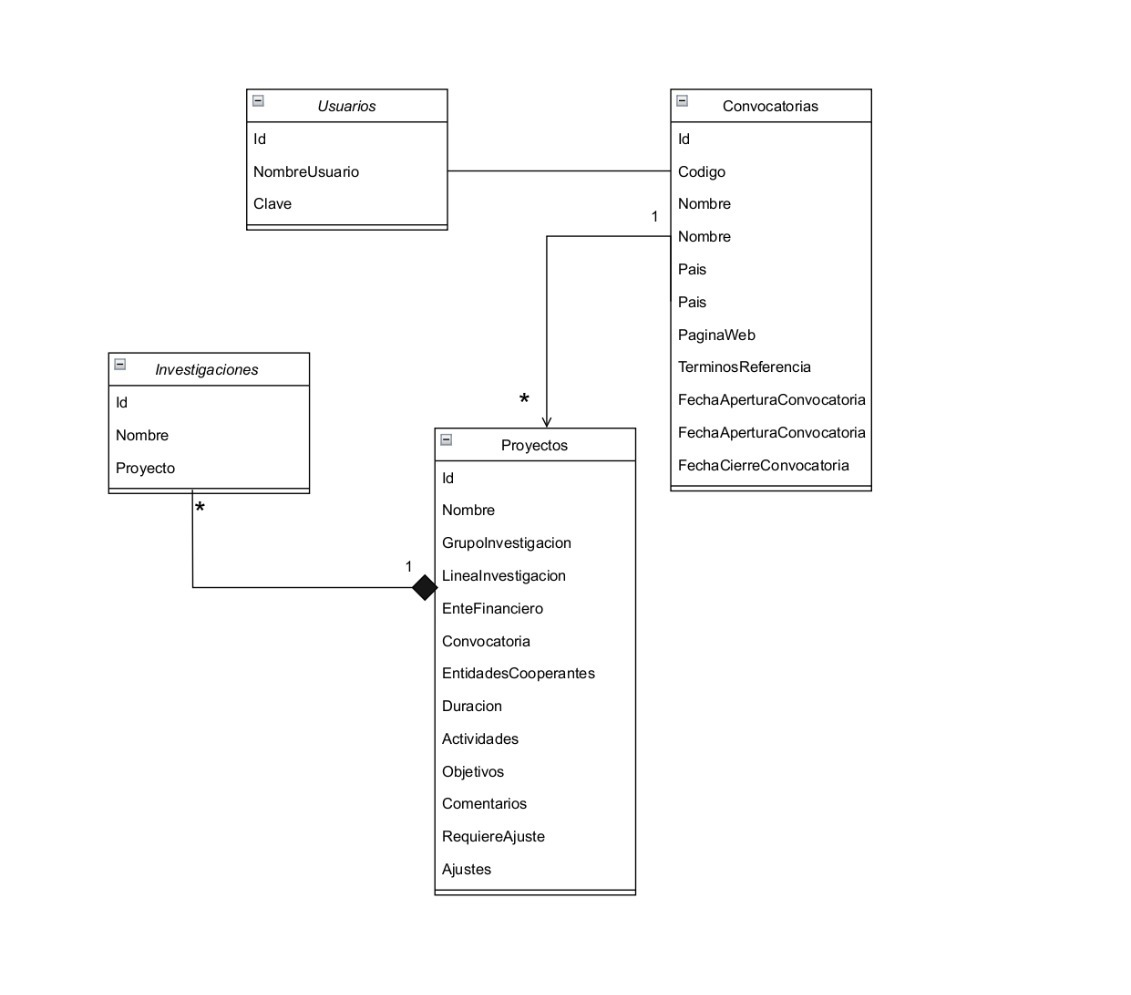 Usuarios
Id
NombreUsuario
Clave
Convocatorias
Id
Codigo
Nombre
Nombre
Pais
Pais
PaginaWeb
TerminosReferencia
FechaAperturaConvocatoria
FechaAperturaConvocatoria
FechaCierreConvocatoria
1
*
Investigaciones
Id
Nombre
Proyecto
*
1
Proyectos
Id
Nombre
GrupoInvestigacion
LineaInvestigacion
EnteFinanciero
Convocatoria
EntidadesCooperantes
Duracion
Actividades
Objetivos
Comentarios
RequiereAjuste
Ajustes